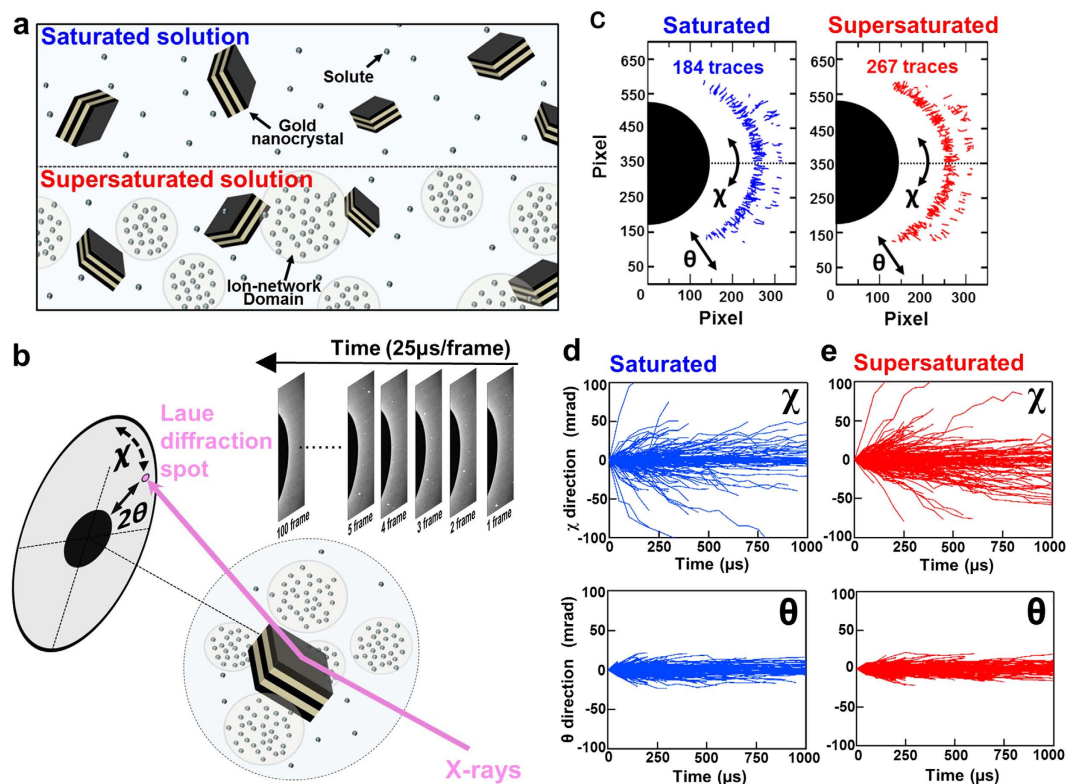 a
Saturated solution
Solute
Gold
nanocrystal
Supersaturated solution
Ion-network
Domain
b
Time (25μs/frame)
Laue
diffraction
spot
χ
2θ
100 frame
5 frame
4 frame
3 frame
2 frame
1 frame
X-rays
c
Saturated
Supersaturated
184 traces
267 traces
Pixel
650
550
450
350
250
150
50
0
100
200
300
Pixel
χ
θ
650
550
450
350
250
150
50
0
100
200
300
Pixel
χ
θ
d
Saturated
χ direction (mrad)
100
50
0
-50
-100
0
250
500
750
1000
Time (μs)
χ
θ direction (mrad)
100
50
0
-50
-100
0
250
500
750
1000
Time (μs)
θ
e
Supersaturated
100
50
0
-50
-100
0
250
500
750
1000
Time (μs)
χ
100
50
0
-50
-100
0
250
500
750
1000
Time (μs)
θ